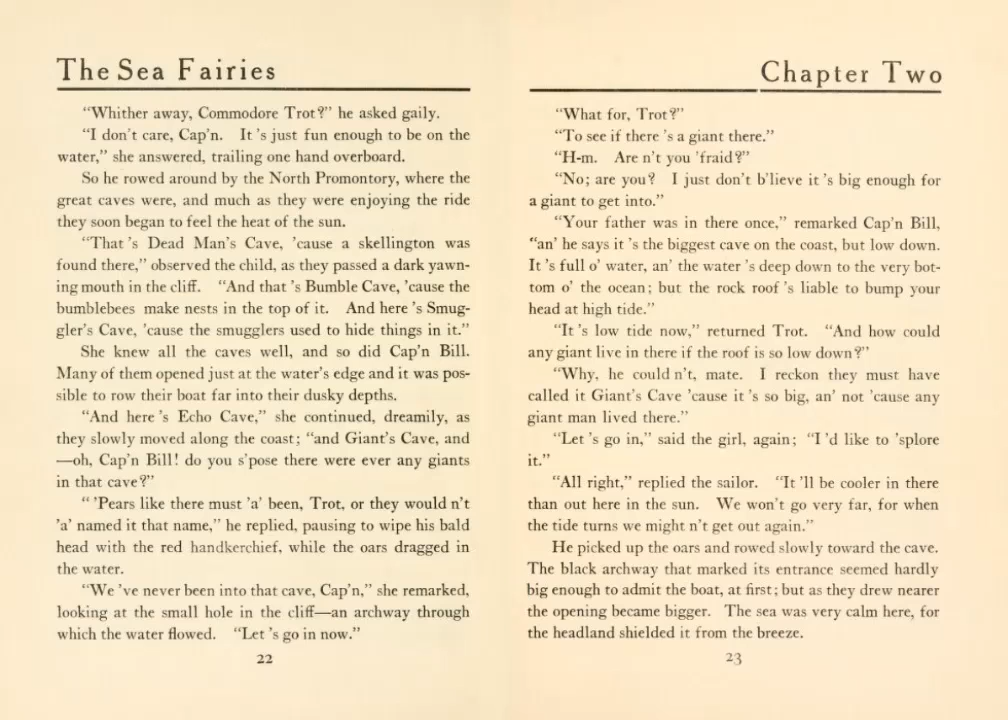 The Sea Fairies
"Whither away, Commodore Trot?" he asked gaily.
"I don't care, Cap'n. It 's just fun enough to be on the
water," she answered, trailing one hand overboard.
So he rowed around by the North Promontory, where the
great caves were, and much as they were enjoying the ride
they soon began to feel the heat of the sun.
"That 's Dead Man's Cave, 'cause a skellington was
found there," observed the child, as they passed a dark yawn-
ing mouth in the cliff. "And that 's Bumble Cave, 'cause the
bumblebees make nests in the top of it. And here 's Smug-
gler's Cave, 'cause the smugglers used to hide things in it."
She knew all the caves well, and so did Cap'n Bill.
Many of them opened just at the water's edge and it was pos-
sible to row their boat far into their dusky depths.
"And here 's Echo Cave," she continued, dreamily, as
they slowly moved along the coast; "and Giant's Cave, and
—oh, Cap'n Bill! do you s'pose there were ever any giants
in that cave?"
" 'Pears like there must 'a' been, Trot, or they would n't
'a' named it that name," he replied, pausing to wipe his bald
head with the red handkerchief, while the oars dragged in
the water.
"We 've never been into that cave, Cap'n," she remarked,
looking at the small hole in the cliff—an archway through
which the water flowed. "Let 's go in now."
22
Chapter Two
"What for, Trot?"
"To see if there 's a giant there."
"H-m. Are n't you 'fraid?"
"No; are you? I just don't b'lieve it 's big enough for
a giant to get into."
"Your father was in there once," remarked Cap'n Bill,
"an' he says it 's the biggest cave on the coast, but low down.
It 's full o' water, an' the water 's deep down to the very bot-
tom o' the ocean; but the rock roof 's liable to bump your
head at high tide."
"It 's low tide now," returned Trot. "And how could
any giant live in there if the roof is so low down?"
"Why, he could n't, mate. I reckon they must have
called it Giant's Cave 'cause it 's so big, an' not 'cause any
giant man lived there."
"Let 's go in," said the girl, again; "I 'd like to 'splore
it."
"All right," replied the sailor. "It 'll be cooler in there
than out here in the sun. We won't go very far, for when
the tide turns we might n't get out again."
He picked up the oars and rowed slowly toward the cave.
The black archway that marked its entrance seemed hardly
big enough to admit the boat, at first; but as they drew nearer
the opening became bigger. The sea was very calm here, for
the headland shielded it from the breeze.
23